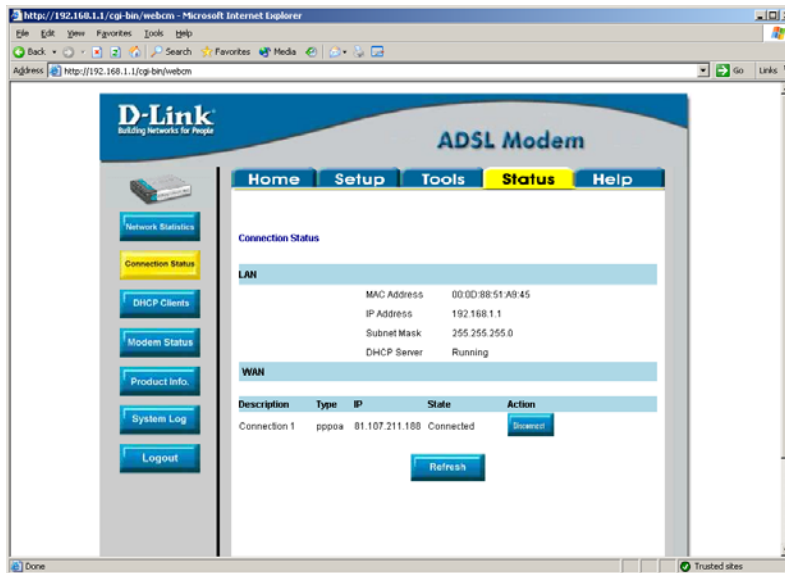 http://192.168.1.1/cgi-bin/webcm - Microsoft Internet Explorer
File Edit View Favorites Tools Help
Back Search Favorites Media
Address http://192.168.1.1/cgi-bin/webcm Go Links
D-Link
Building Networks for People
ADSL Modem
Home Setup Tools Status Help
Network Statistics
Connection Status
DHCP Clients
Modem Status
Product Info.
System Log
Logout
Connection Status
LAN
MAC Address 00:0D:88:51:A9:45
IP Address 192.168.1.1
Subnet Mask 255.255.255.0
DHCP Server Running
WAN
Description Type IP State Action
Connection 1 pppoa 81.107.211.188 Connected Disconnect
Refresh
Done Trusted sites